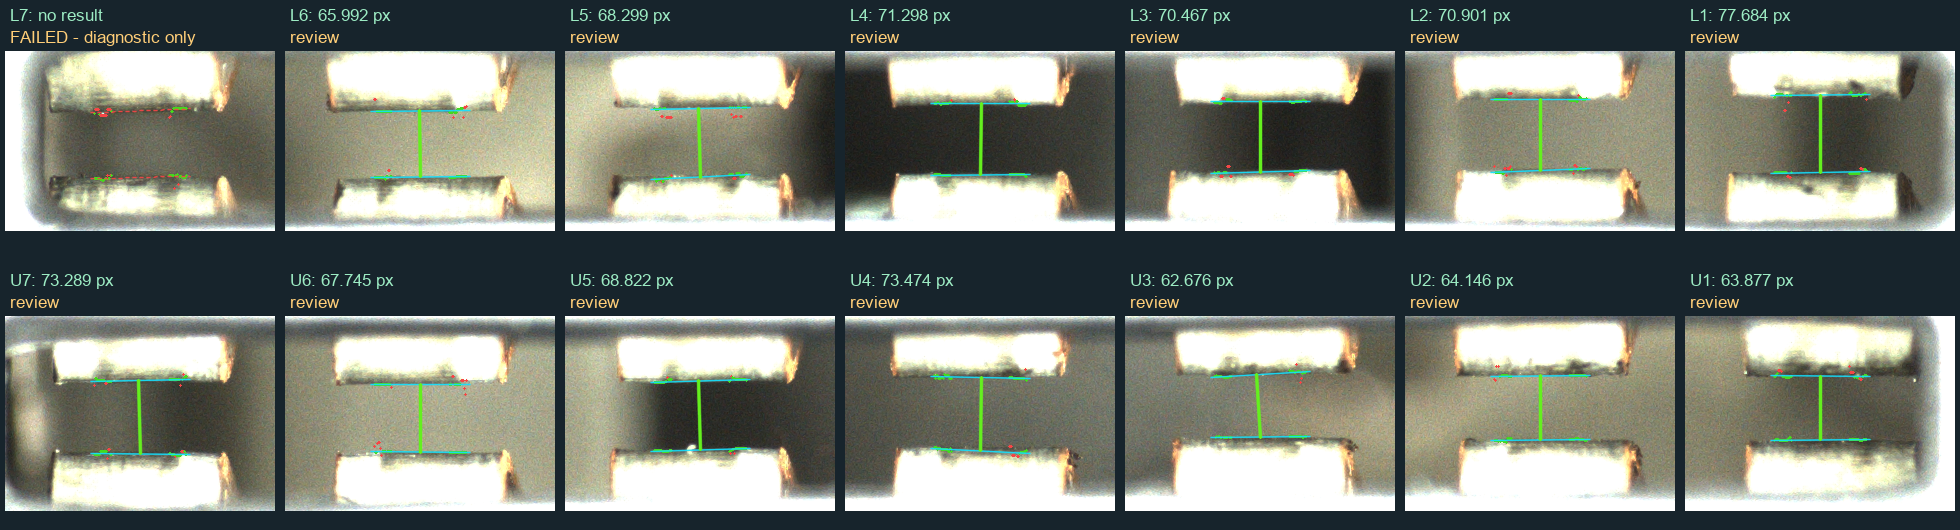 L7: no result
FAILED - diagnostic only
L6: 65.992 px
review
L5: 68.299 px
review
L4: 71.298 px
review
L3: 70.467 px
review
L2: 70.901 px
review
L1: 77.684 px
review
U7: 73.289 px
review
U6: 67.745 px
review
U5: 68.822 px
review
U4: 73.474 px
review
U3: 62.676 px
review
U2: 64.146 px
review
U1: 63.877 px
review